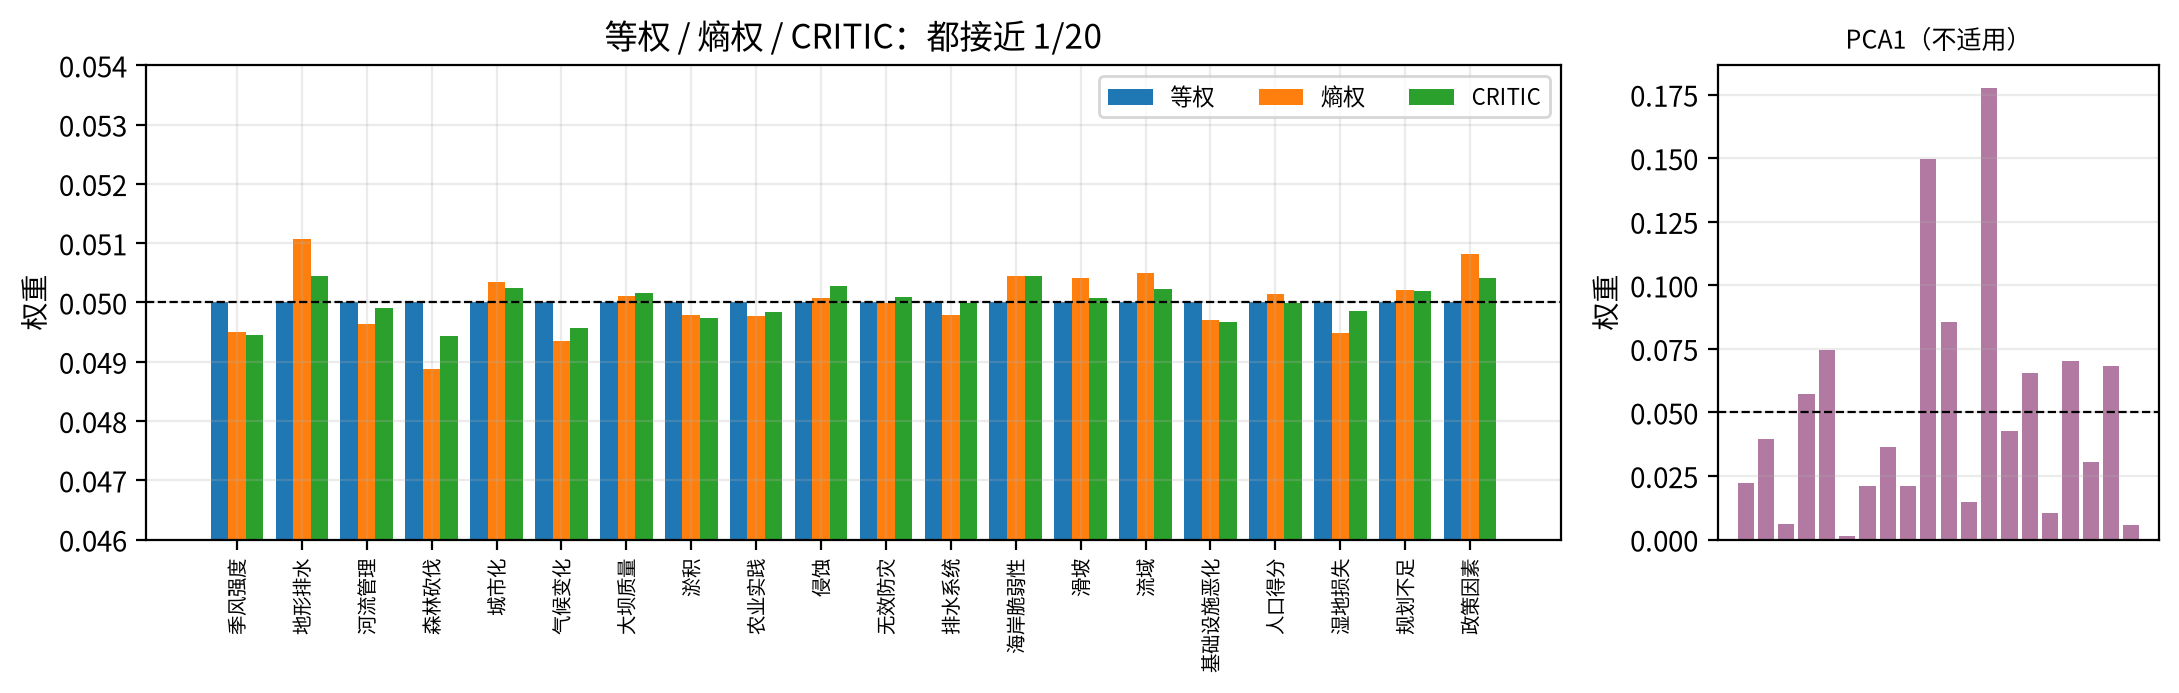 等权 / 熵权 / CRITIC：都接近 1/20
权重
0.054
0.053
0.052
0.051
0.050
0.049
0.048
0.047
0.046
等权
熵权
CRITIC
季风强度
地形排水
河流管理
森林砍伐
城市化
气候变化
大坝质量
淤积
农业实践
侵蚀
无效防灾
排水系统
海岸脆弱性
滑坡
流域
基础设施恶化
人口得分
湿地损失
规划不足
政策因素
PCA1（不适用）
权重
0.175
0.150
0.125
0.100
0.075
0.050
0.025
0.000